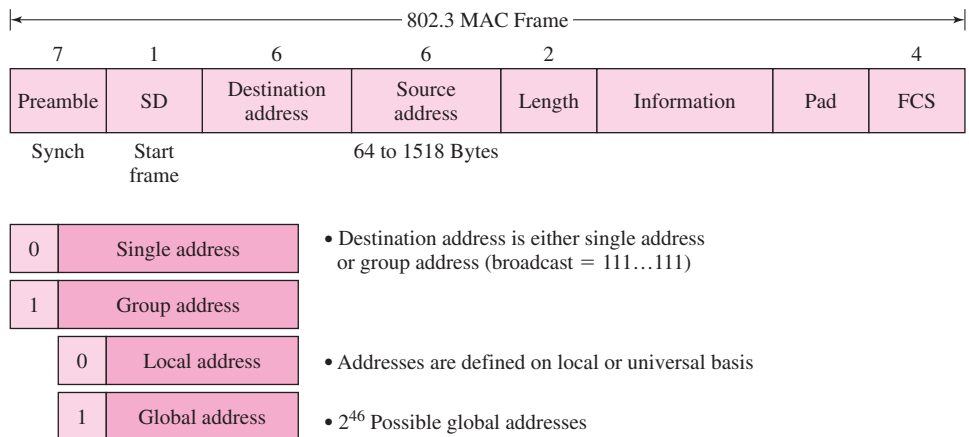 802.3 MAC Frame
7 1 6 6 2 4
Preamble SD Destination address Source address Length Information Pad FCS
Synch Start frame 64 to 1518 Bytes
0 Single address
• Destination address is either single address
or group address (broadcast = 111…111)
1 Group address
0 Local address
• Addresses are defined on local or universal basis
1 Global address
• 2⁴⁶ Possible global addresses